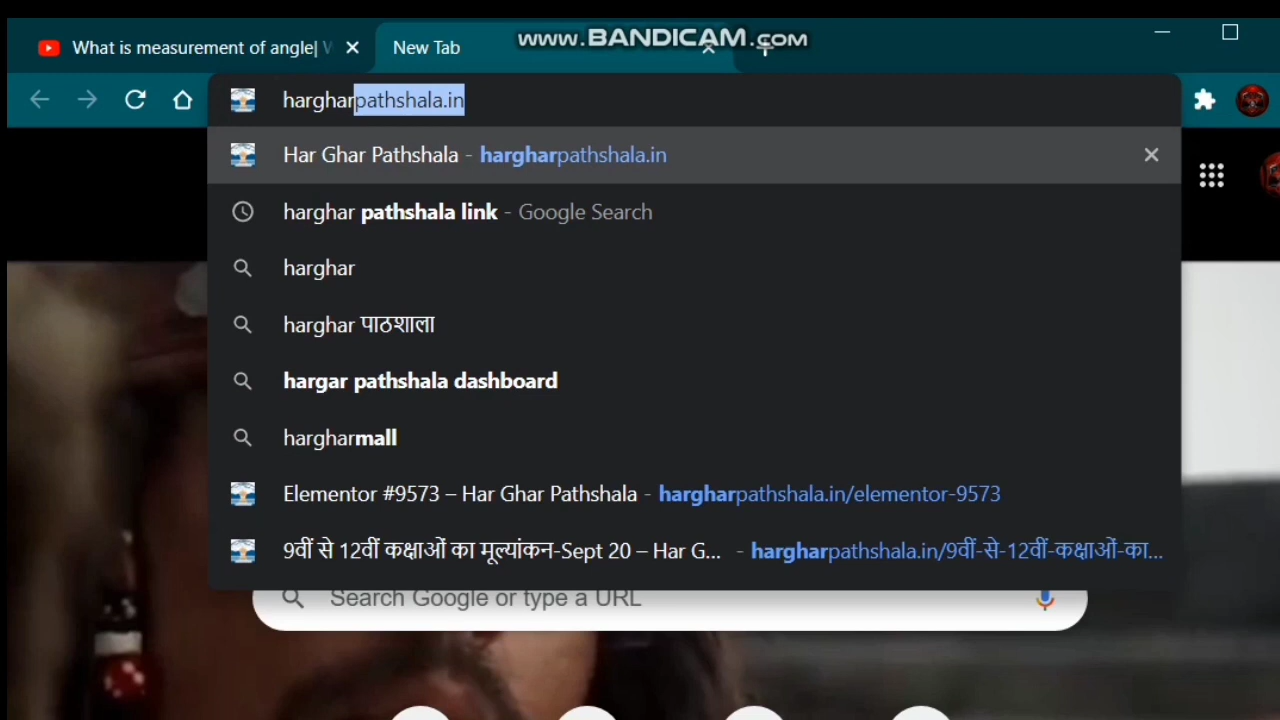 www.BANDICAM.com
What is measurement of angle| V
New Tab
hargharpathshala.in
Har Ghar Pathshala - hargharpathshala.in
harghar pathshala link - Google Search
harghar
harghar पाठशाला
hargar pathshala dashboard
hargharmall
Elementor #9573 – Har Ghar Pathshala - hargharpathshala.in/elementor-9573
9वीं से 12वीं कक्षाओं का मूल्यांकन-Sept 20 – Har G... - hargharpathshala.in/9वीं-से-12वीं-कक्षाओं-का...
Search Google or type a URL